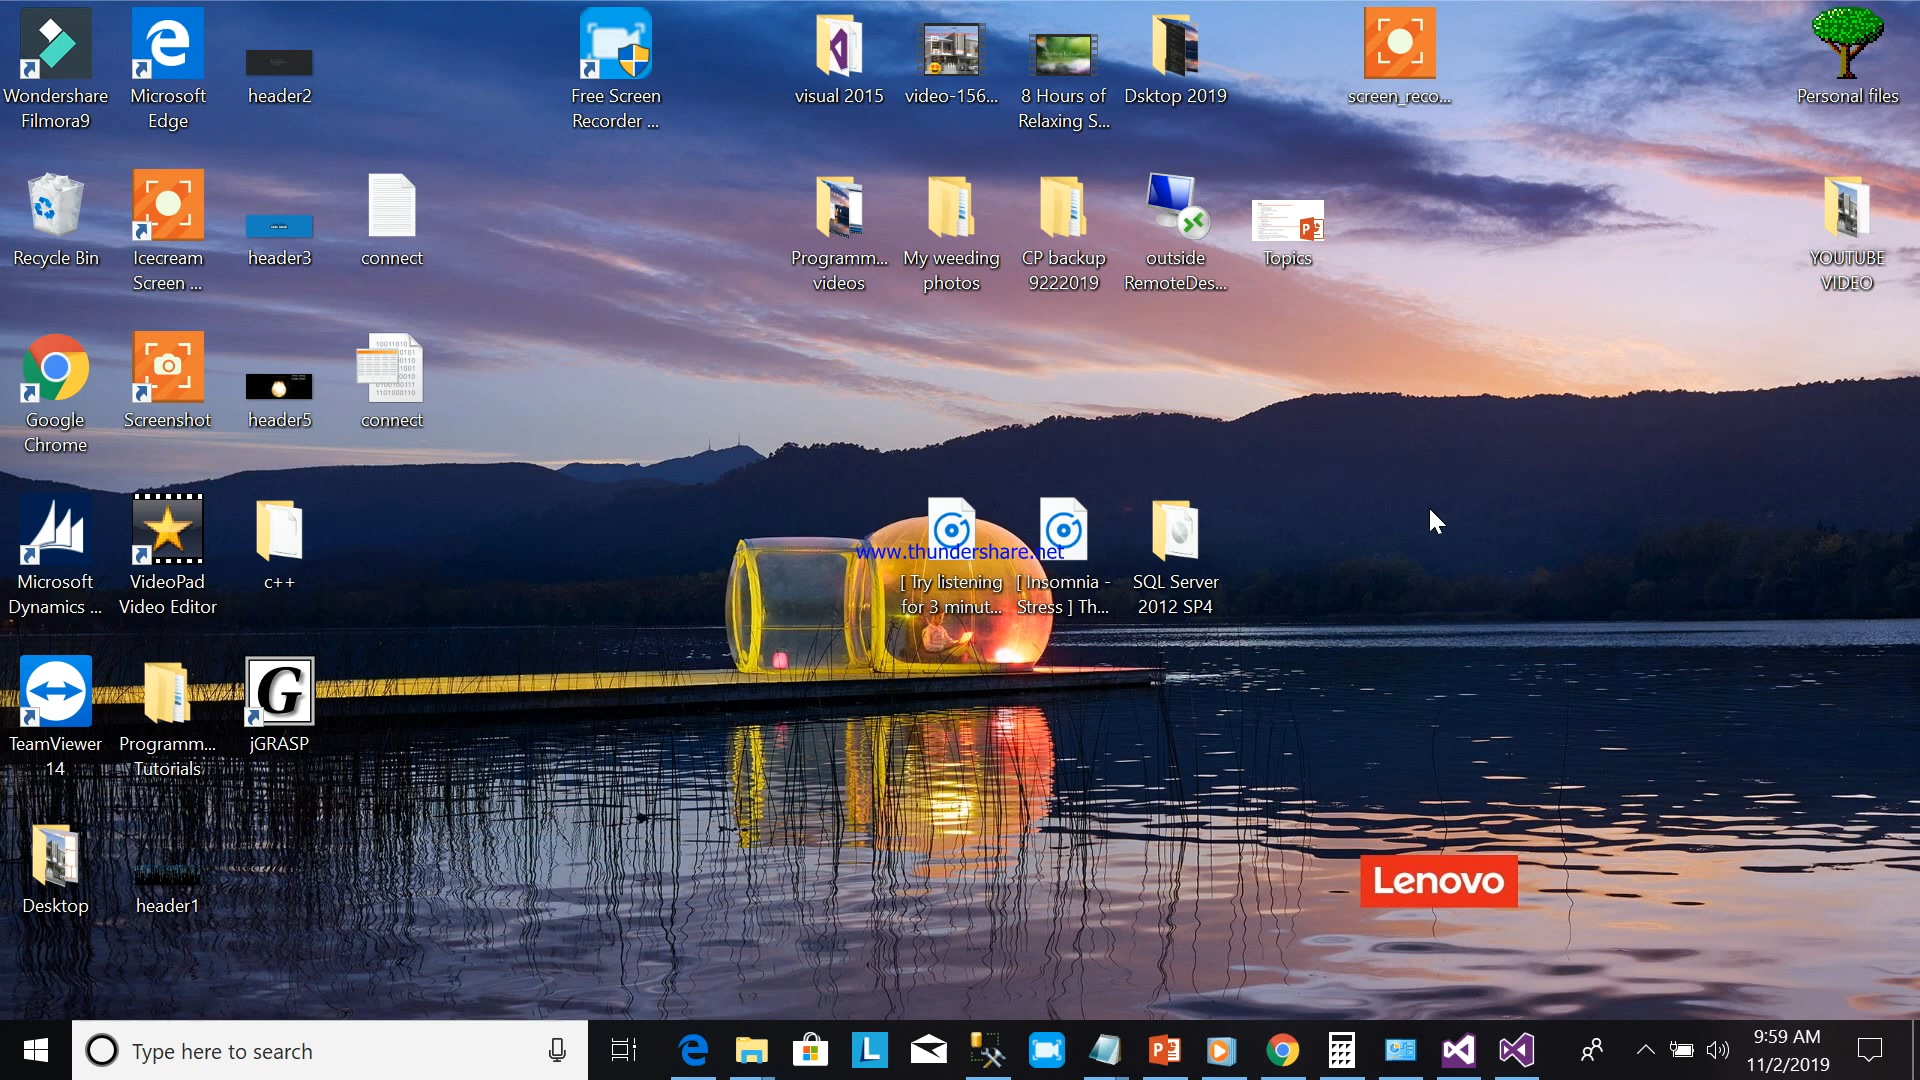 Wondershare
Filmora9
Microsoft
Edge
header2
Free Screen
Recorder ...
visual 2015
video-156...
8 Hours of
Relaxing S...
Dsktop 2019
screen_reco...
Personal files
Recycle Bin
Icecream
Screen ...
header3
connect
Programm...
videos
My weeding
photos
CP backup
9222019
outside
RemoteDes...
Topics
YOUTUBE
VIDEO
Google
Chrome
Screenshot
header5
connect
Microsoft
Dynamics ...
VideoPad
Video Editor
c++
www.thundershare.net
[ Try listening
for 3 minut...
[ Insomnia -
Stress ] Th...
SQL Server
2012 SP4
TeamViewer
14
Programm...
Tutorials
G
jGRASP
Desktop
header1
Lenovo
Type here to search
L
9:59 AM
11/2/2019